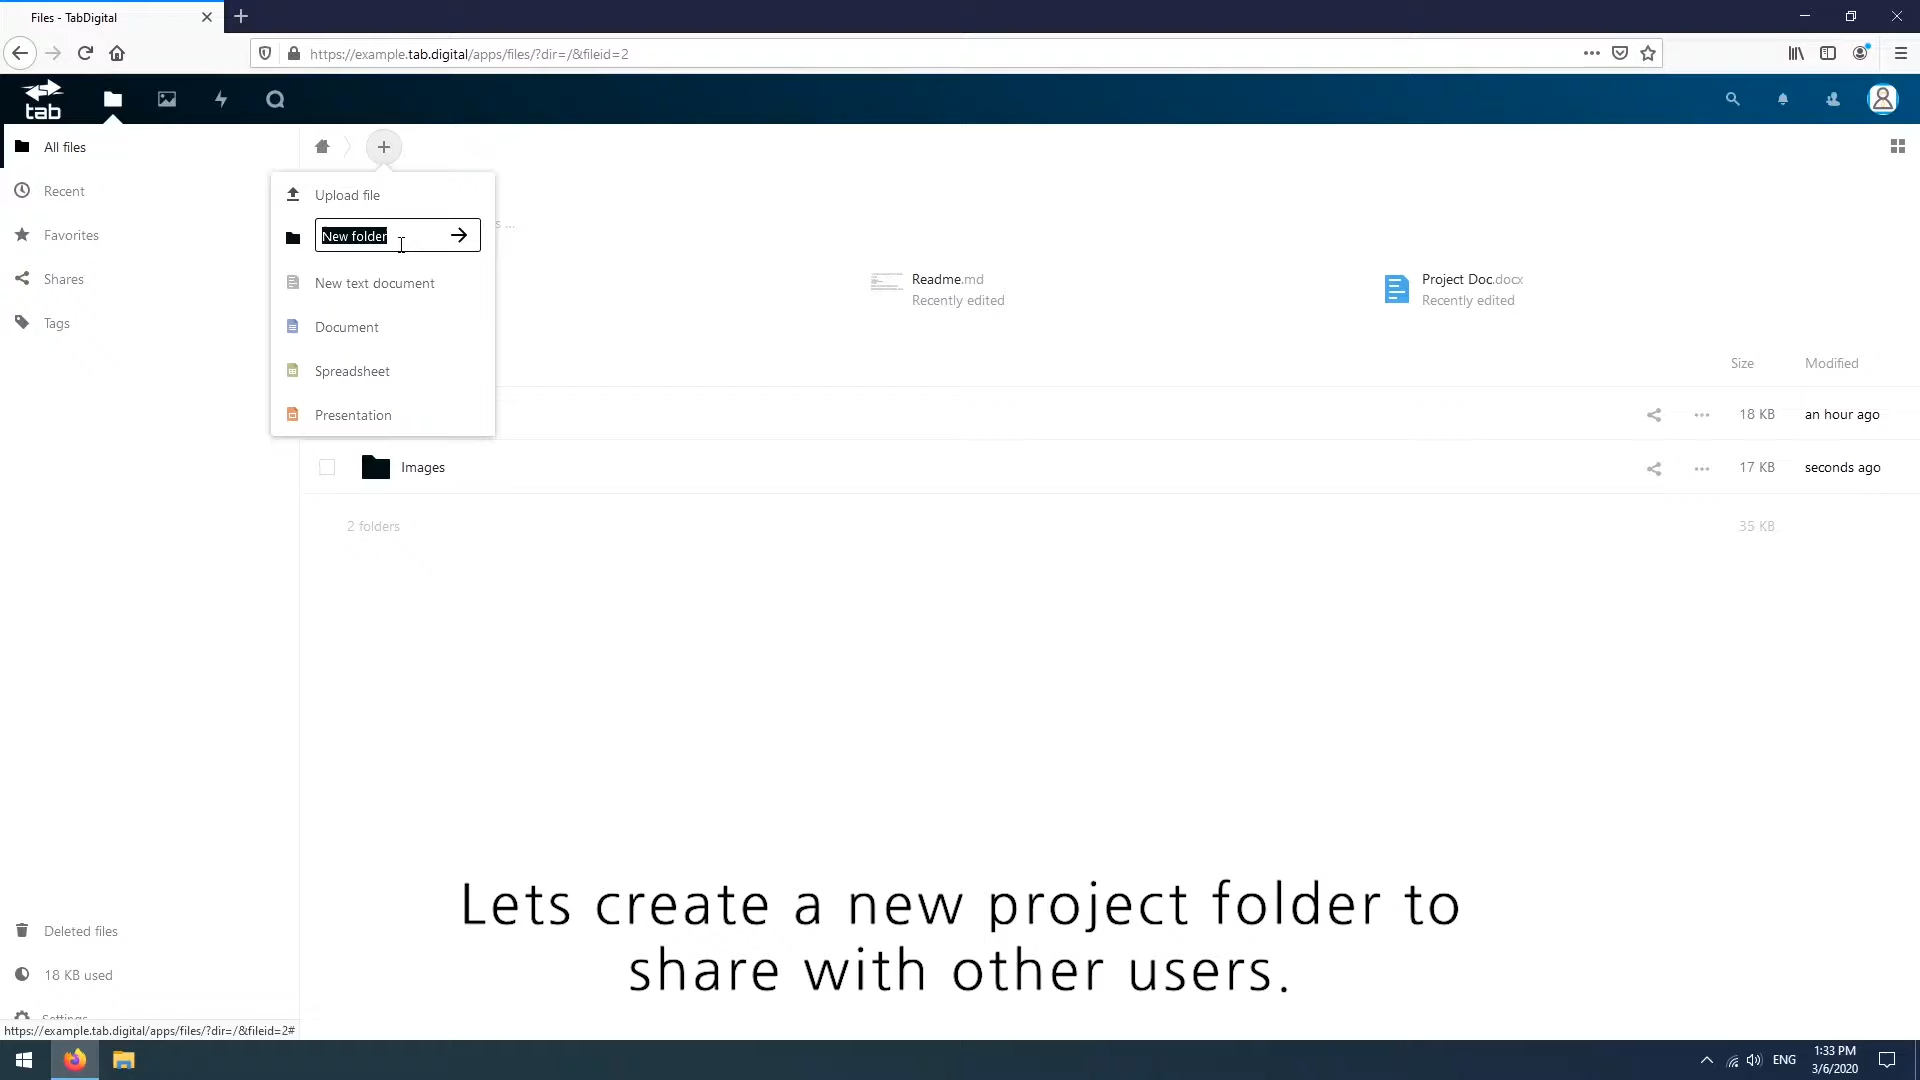 Files - TabDigital
https://example.tab.digital/apps/files/?dir=/&fileid=2
tab
All files
Recent
Favorites
Shares
Tags
Upload file
New folder
s ...
New text document
Document
Spreadsheet
Presentation
Readme.md
Recently edited
Project Doc.docx
Recently edited
Size Modified
18 KB an hour ago
Images 17 KB seconds ago
2 folders 35 KB
Lets create a new project folder to
share with other users.
Deleted files
18 KB used
Settings
https://example.tab.digital/apps/files/?dir=/&fileid=2#
ENG
1:33 PM
3/6/2020